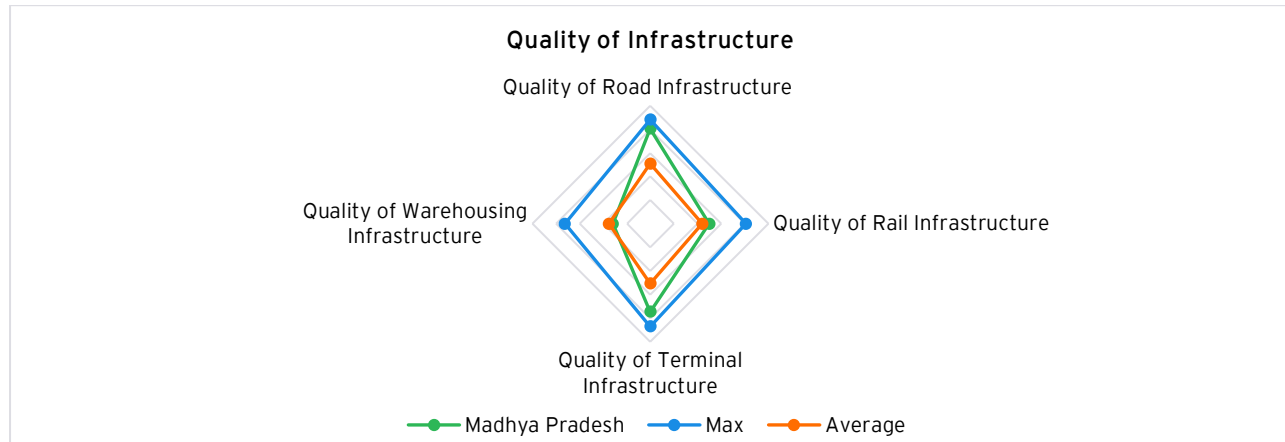 Quality of Infrastructure
Quality of Road Infrastructure
Quality of Warehousing
Infrastructure
Quality of Rail Infrastructure
Quality of Terminal
Infrastructure
Madhya Pradesh
Max
Average